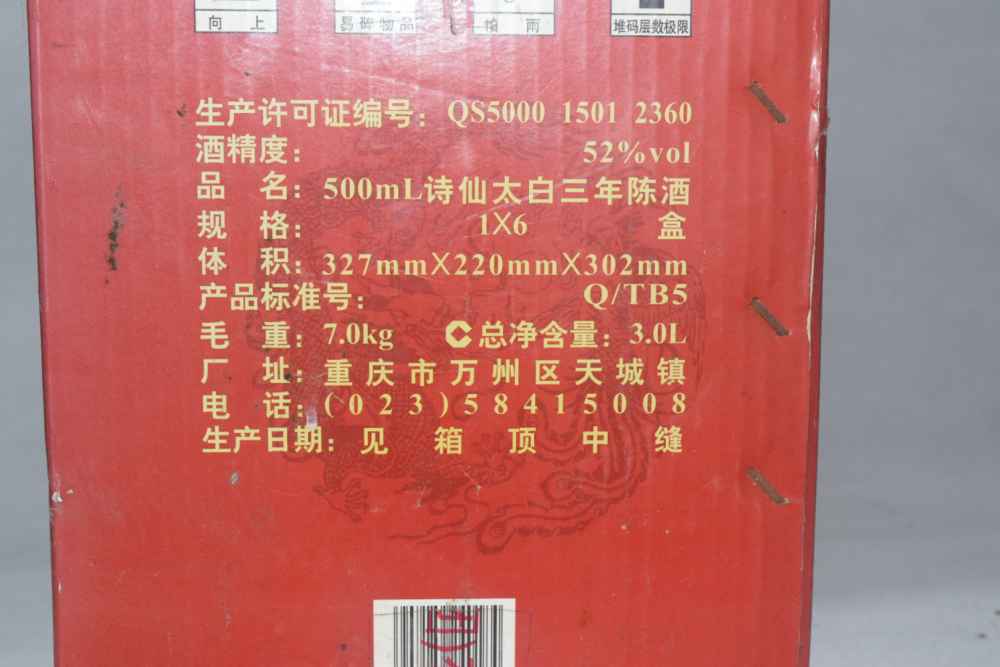 向 上 易碎物品 怕 雨 堆码层数极限
生产许可证编号： QS5000 1501 2360
酒精度： 52%vol
品 名：500mL诗仙太白三年陈酒
规 格： 1X6 盒
体 积：327mmX220mmX302mm
产品标准号： Q/TB5
毛 重：7.0kg 总净含量：3.0L
厂 址：重庆市万州区天城镇
电 话：(023)58415008
生产日期：见箱顶中缝